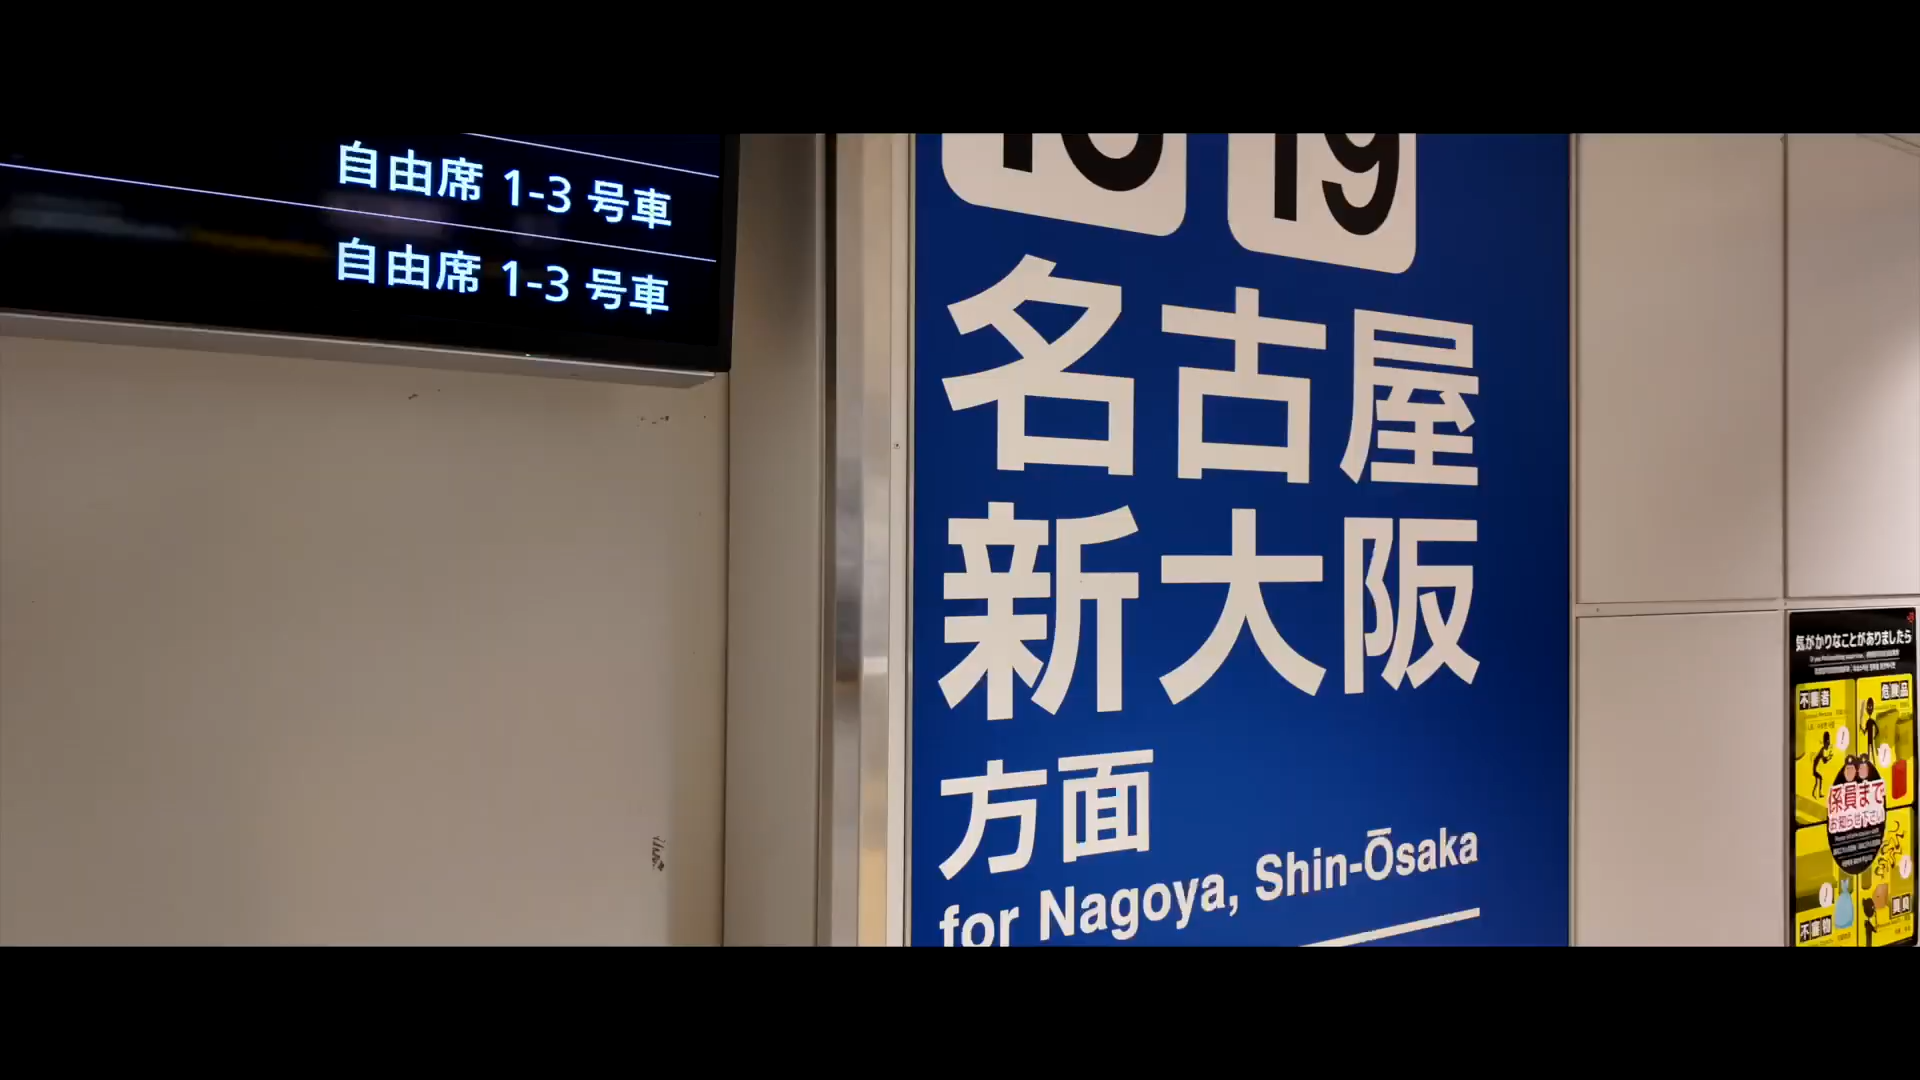 自由席 1-3 号車
自由席 1-3 号車
19
名古屋
新大阪
方面
for Nagoya, Shin-Ōsaka
気がかりなことがありましたら
不審者
危険品
係員まで
お知らせ下さい
不審物
異臭